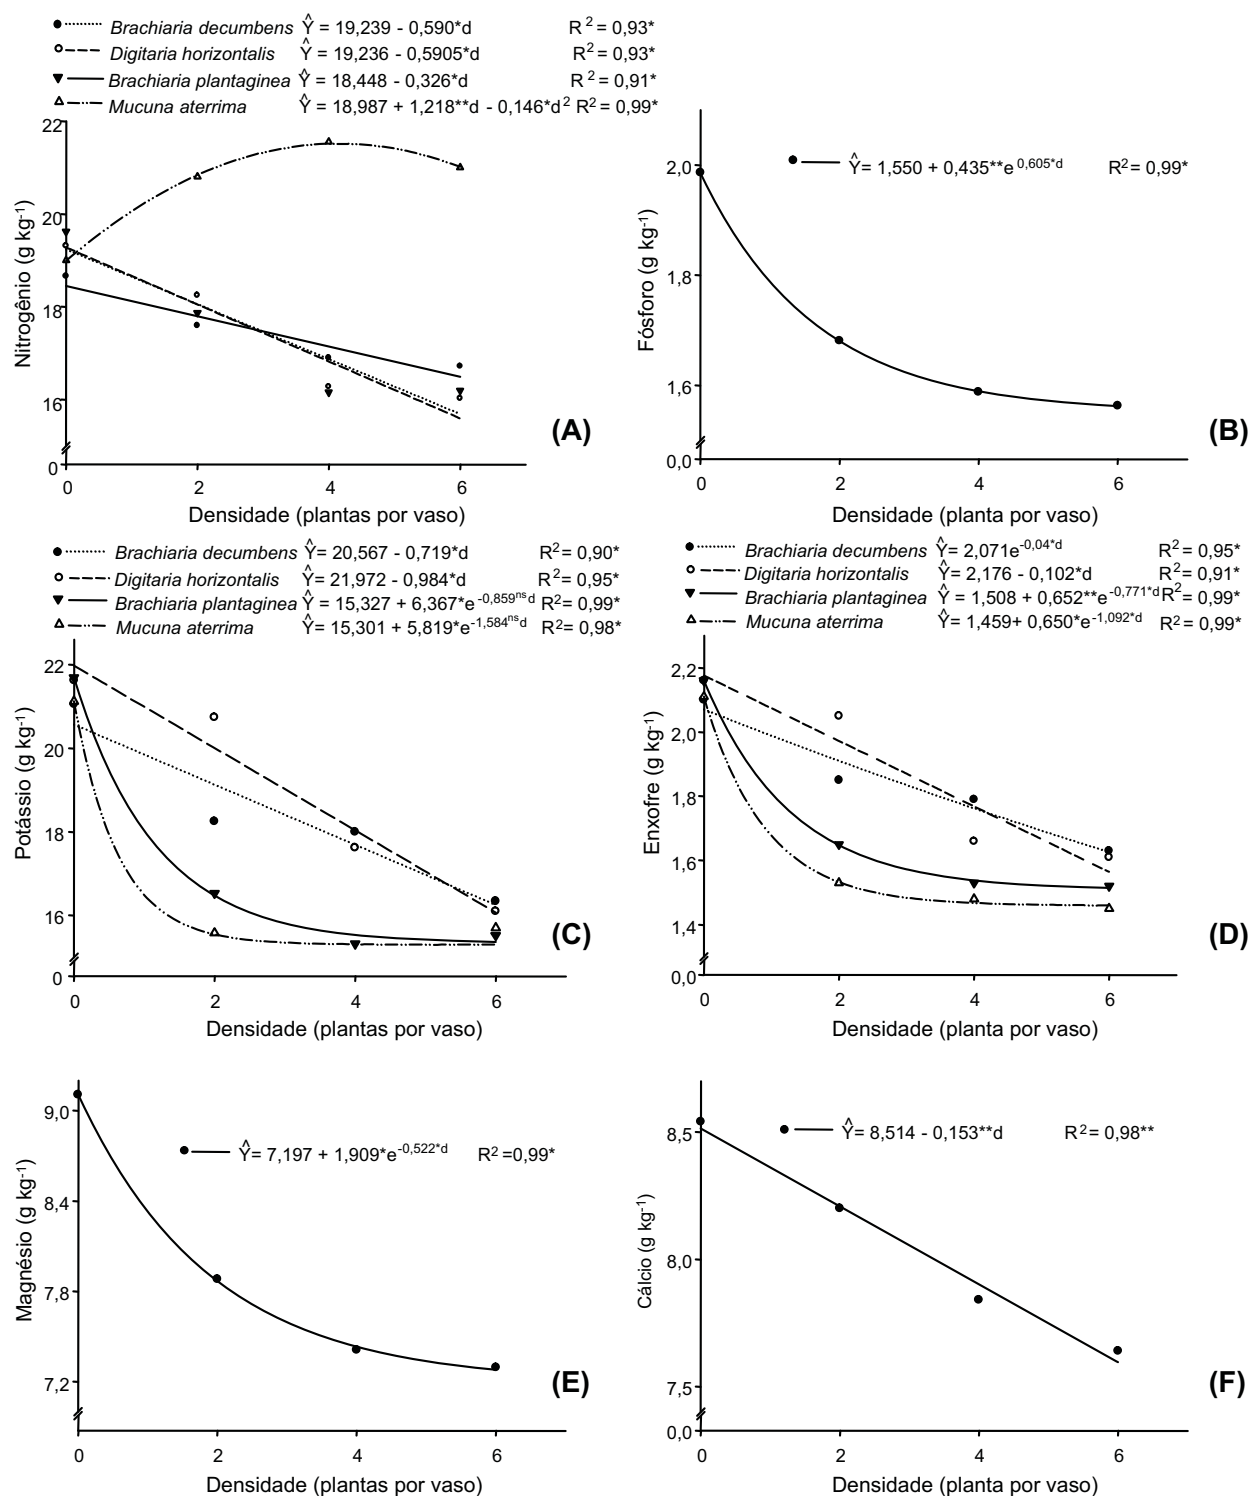 Brachiaria decumbens Ŷ = 19,239 - 0,590*d R² = 0,93*
Digitaria horizontalis Ŷ = 19,236 - 0,5905*d R² = 0,93*
Brachiaria plantaginea Ŷ = 18,448 - 0,326*d R² = 0,91*
Mucuna aterrima Ŷ = 18,987 + 1,218**d - 0,146*d² R² = 0,99*
22
20
18
16
0
Nitrogênio (g kg⁻¹)
0 2 4 6
Densidade (plantas por vaso)
(A)
Ŷ= 1,550 + 0,435**e^0,605*d R² = 0,99*
2,0
1,8
1,6
0,0
Fósforo (g kg⁻¹)
0 2 4 6
Densidade (planta por vaso)
(B)
Brachiaria decumbens Ŷ= 20,567 - 0,719*d R² = 0,90*
Digitaria horizontalis Ŷ= 21,972 - 0,984*d R² = 0,95*
Brachiaria plantaginea Ŷ = 15,327 + 6,367*e^-0,859^ns d R² = 0,99*
Mucuna aterrima Ŷ = 15,301 + 5,819*e^-1,584^ns d R² = 0,98*
22
20
18
16
0
Potássio (g kg⁻¹)
0 2 4 6
Densidade (plantas por vaso)
(C)
Brachiaria decumbens Ŷ = 2,071e^-0,04*d R² = 0,95*
Digitaria horizontalis Ŷ = 2,176 - 0,102*d R² = 0,91*
Brachiaria plantaginea Ŷ = 1,508 + 0,652**e^-0,771*d R² = 0,99*
Mucuna aterrima Ŷ = 1,459+ 0,650*e^-1,092*d R² = 0,99*
2,2
2,0
1,8
1,6
1,4
0,0
Enxofre (g kg⁻¹)
0 2 4 6
Densidade (planta por vaso)
(D)
Ŷ= 7,197 + 1,909*e^-0,522*d R² =0,99*
9,0
8,4
7,8
7,2
Magnésio (g kg⁻¹)
0 2 4 6
Densidade (plantas por vaso)
(E)
Ŷ= 8,514 - 0,153**d R² = 0,98**
8,5
8,0
7,5
0,0
Cálcio (g kg⁻¹)
0 2 4 6
Densidade (planta por vaso)
(F)